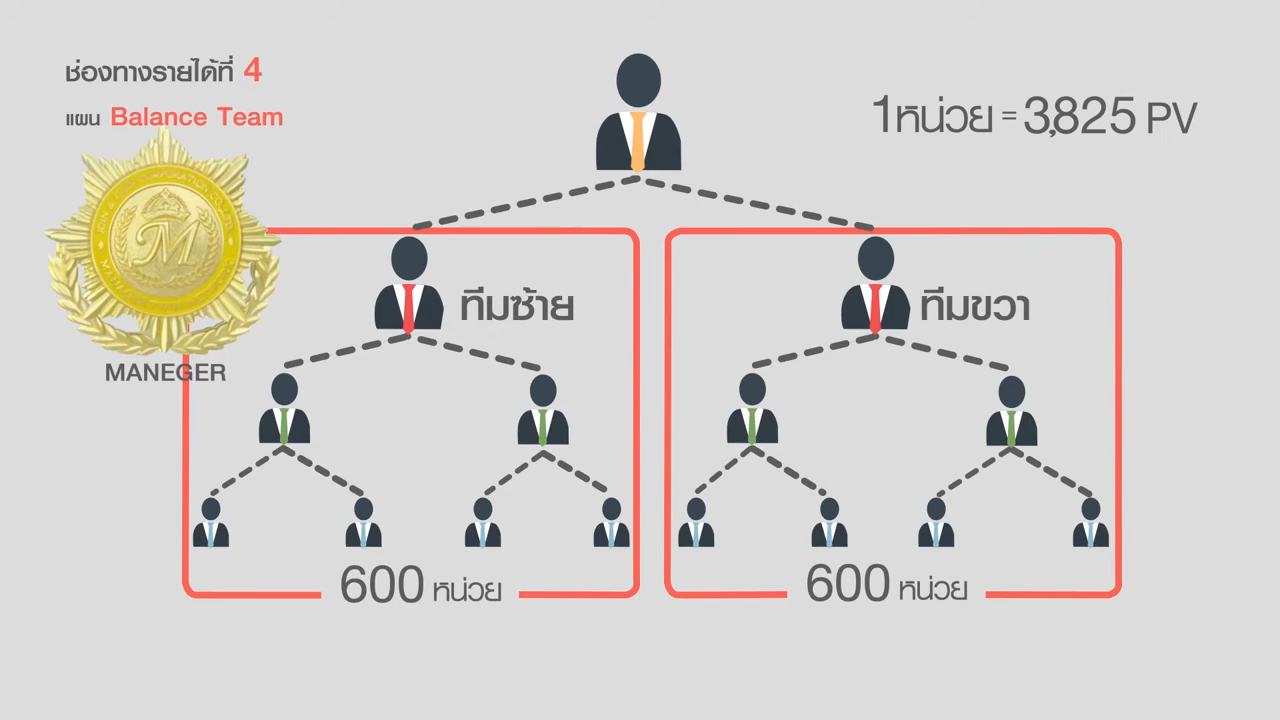 ช่องทางรายได้ที่ 4
แผน Balance Team
1หน่วย = 3,825 PV
M
MANEGER
ทีมซ้าย
ทีมขวา
600 หน่วย
600 หน่วย